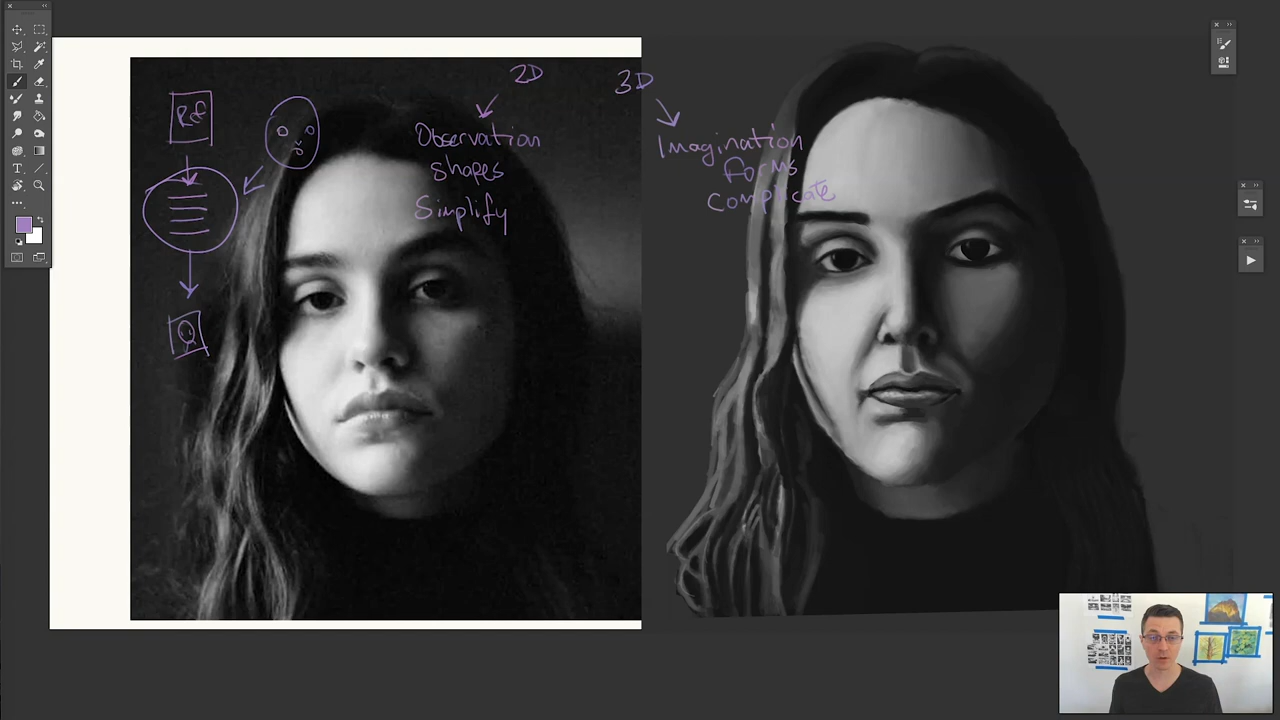 Ref
2D
Observation
shapes
Simplify
3D
Imagination
forms
complicate